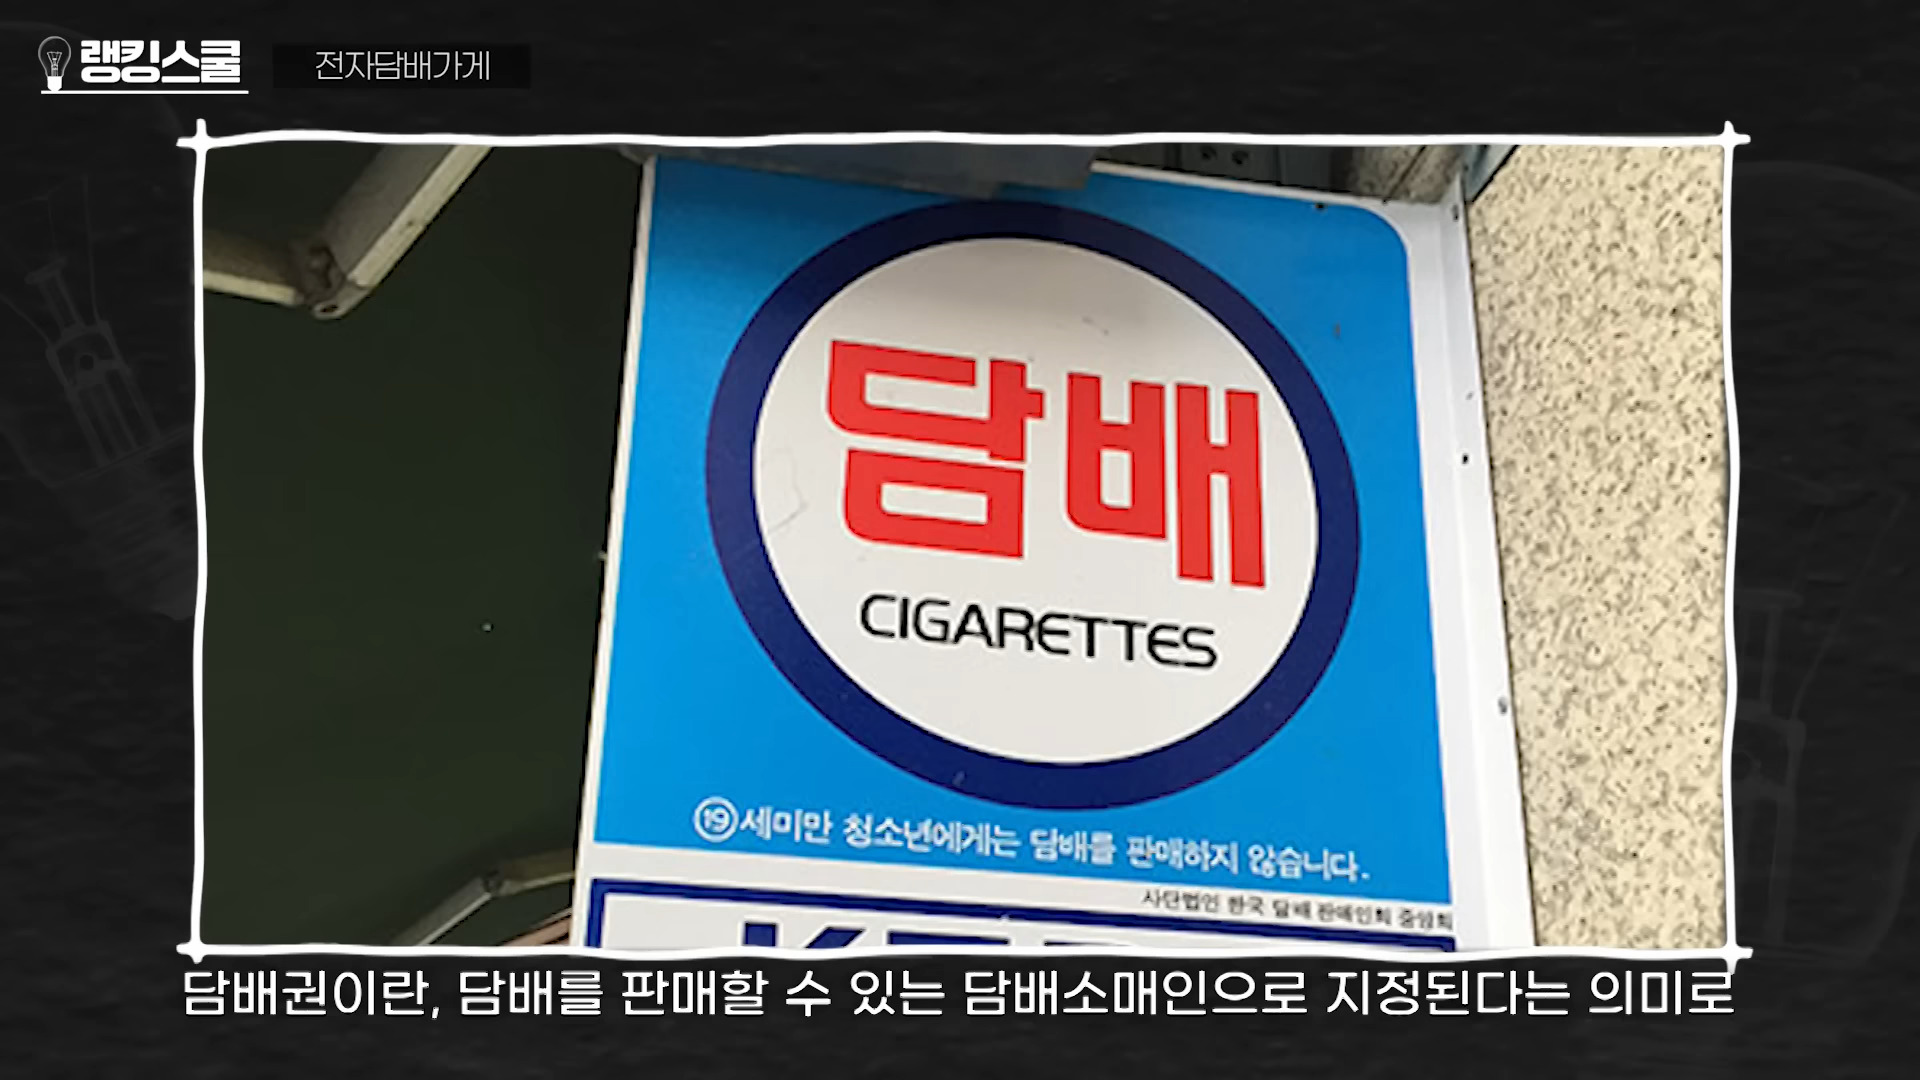 랭킹스쿨
전자담배가게
담배
CIGARETTES
⑲세미만 청소년에게는 담배를 판매하지 않습니다.
사단법인 한국 담배 판매인회 중앙회
담배권이란, 담배를 판매할 수 있는 담배소매인으로 지정된다는 의미로